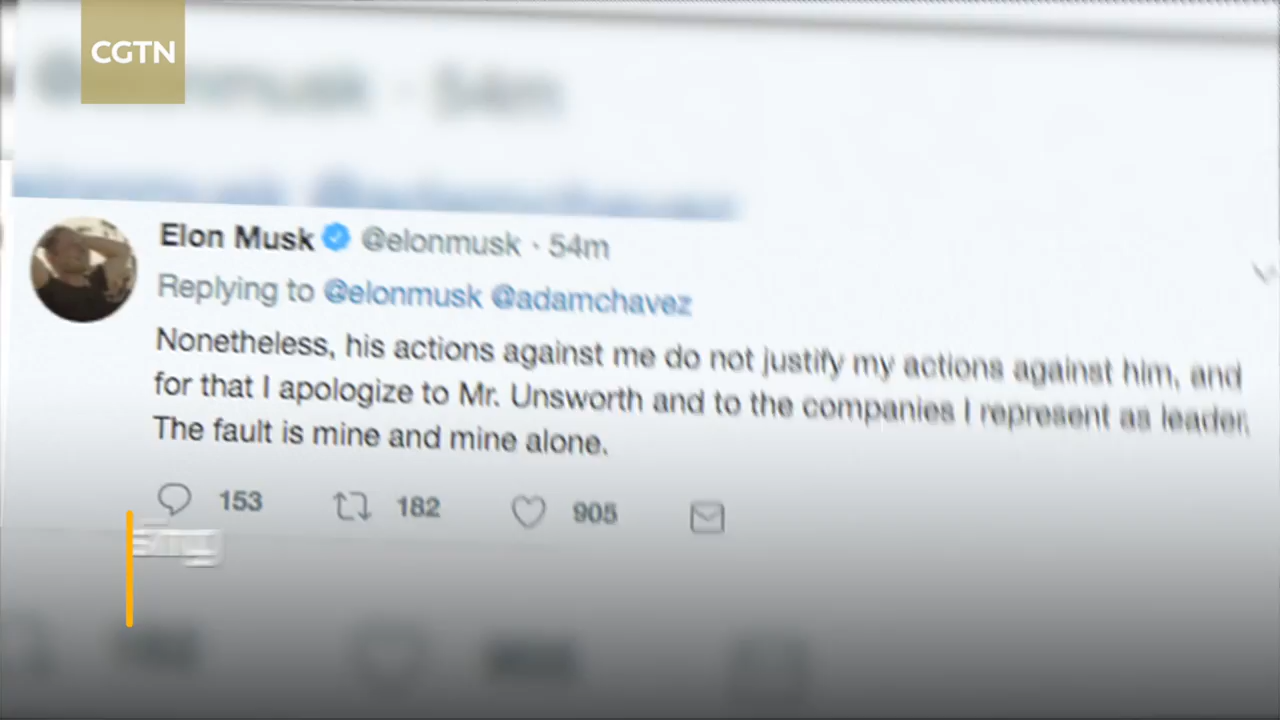 CGTN
@elonmusk · 54m
Elon Musk @elonmusk · 54m
Replying to @elonmusk @adamchavez
Nonetheless, his actions against me do not justify my actions against him, and
for that I apologize to Mr. Unsworth and to the companies I represent as leader.
The fault is mine and mine alone.
153 182 905